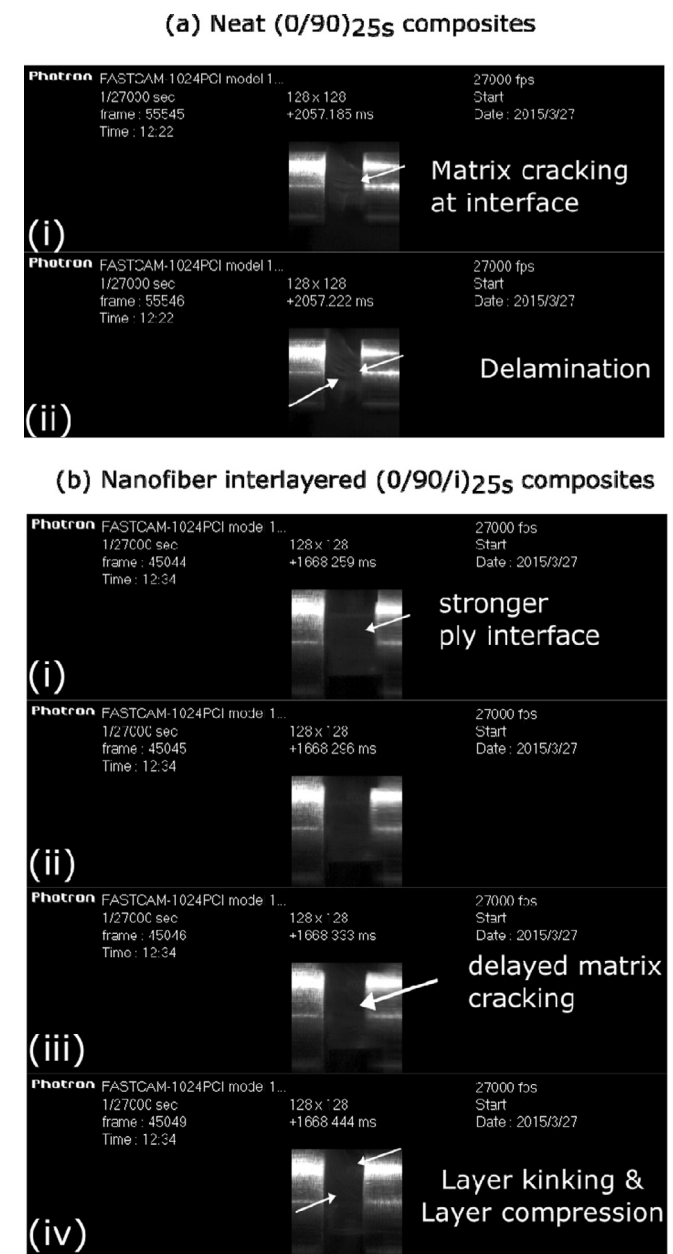 (a) Neat (0/90)25s composites
Photron FASTCAM-1024PCI model 1... 27000 fps
1/27000 sec 128 x 128 Start
frame : 55545 +2057.185 ms Date : 2015/3/27
Time : 12:22
Matrix cracking
at interface
(i)
Photron FASTCAM-1024PCI model 1... 27000 fps
1/27000 sec 128 x 128 Start
frame : 55546 +2057.222 ms Date : 2015/3/27
Time : 12:22
Delamination
(ii)
(b) Nanofiber interlayered (0/90/i)25s composites
Photron FASTCAM-1024PCI mode 1... 27000 fps
1/27000 sec 128 x 128 Start
frame : 45044 +1668 259 ms Date : 2015/3/27
Time : 12:34
stronger
ply interface
(i)
Photron FASTCAM-1024PCI mode 1... 27000 fps
1/27000 sec 128 x 128 Start
frame : 45045 +1668 296 ms Date : 2015/3/27
Time : 12:34
(ii)
Photron FASTCAM-1024PCI mode 1... 27000 fps
1/27000 sec 128 x 128 Start
frame : 45046 +1668 333 ms Date : 2015/3/27
Time : 12:34
delayed matrix
cracking
(iii)
Photron FASTCAM-1024PCI mode 1... 27000 fps
1/27000 sec 128 x 128 Start
frame : 45049 +1668 444 ms Date : 2015/3/27
Time : 12:34
Layer kinking &
Layer compression
(iv)